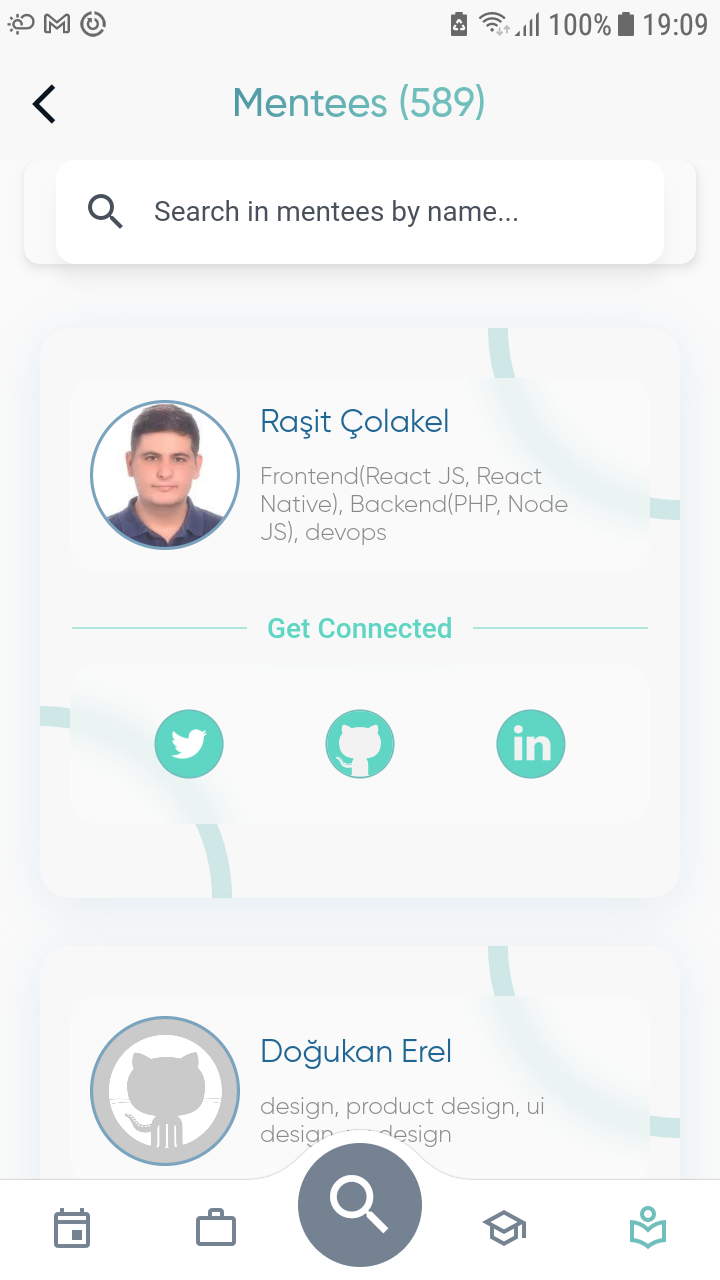 100% 19:09
Mentees (589)
Search in mentees by name...
Raşit Çolakel
Frontend(React JS, React
Native), Backend(PHP, Node
JS), devops
Get Connected
in
Doğukan Erel
design, product design, ui
design, design